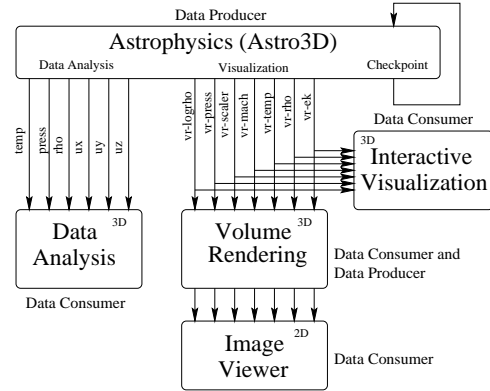 Data Producer
Astrophysics (Astro3D)
Data Analysis
Visualization
Checkpoint
temp
press
rho
ux
uy
uz
vr-logrho
vr-press
vr-scaler
vr-mach
vr-temp
vr-rho
vr-ek
Data Consumer
3D
Interactive
Visualization
3D
Data
Analysis
Data Consumer
3D
Volume
Rendering
Data Consumer and
Data Producer
Image
2D
Viewer
Data Consumer